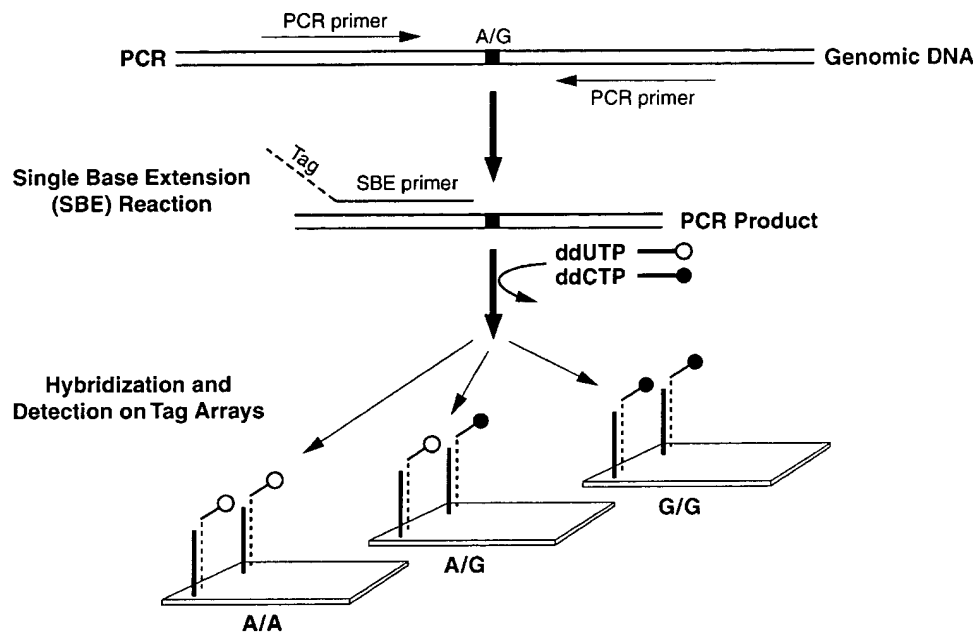 PCR primer
A/G
PCR
Genomic DNA
PCR primer
Tag
SBE primer
Single Base Extension
(SBE) Reaction
PCR Product
ddUTP
ddCTP
Hybridization and
Detection on Tag Arrays
G/G
A/G
A/A